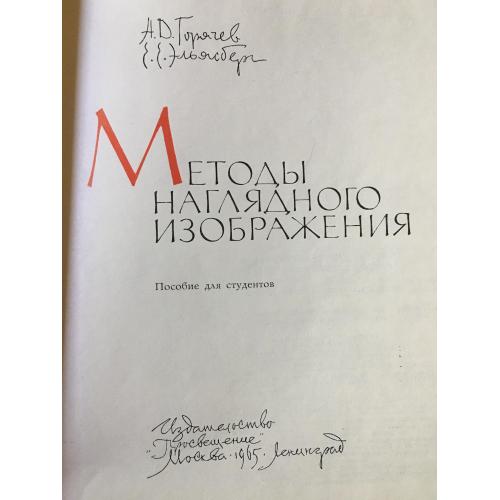 А.D.Горячев
Е.Е.Эльясберг
МЕТОДЫ
НАГЛЯДНОГО
ИЗОБРАЖЕНИЯ
Пособие для студентов
Издательство
„Просвещение“
Москва·1965·Ленинград